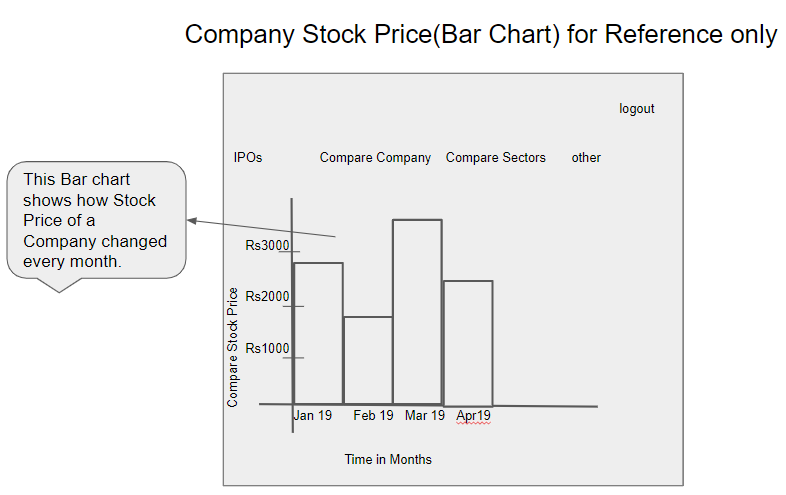 Company Stock Price(Bar Chart) for Reference only
logout
IPOs Compare Company Compare Sectors other
This Bar chart
shows how Stock
Price of a
Company changed
every month.
Rs3000
Rs2000
Rs1000
Compare Stock Price
Jan 19 Feb 19 Mar 19 Apr19
Time in Months